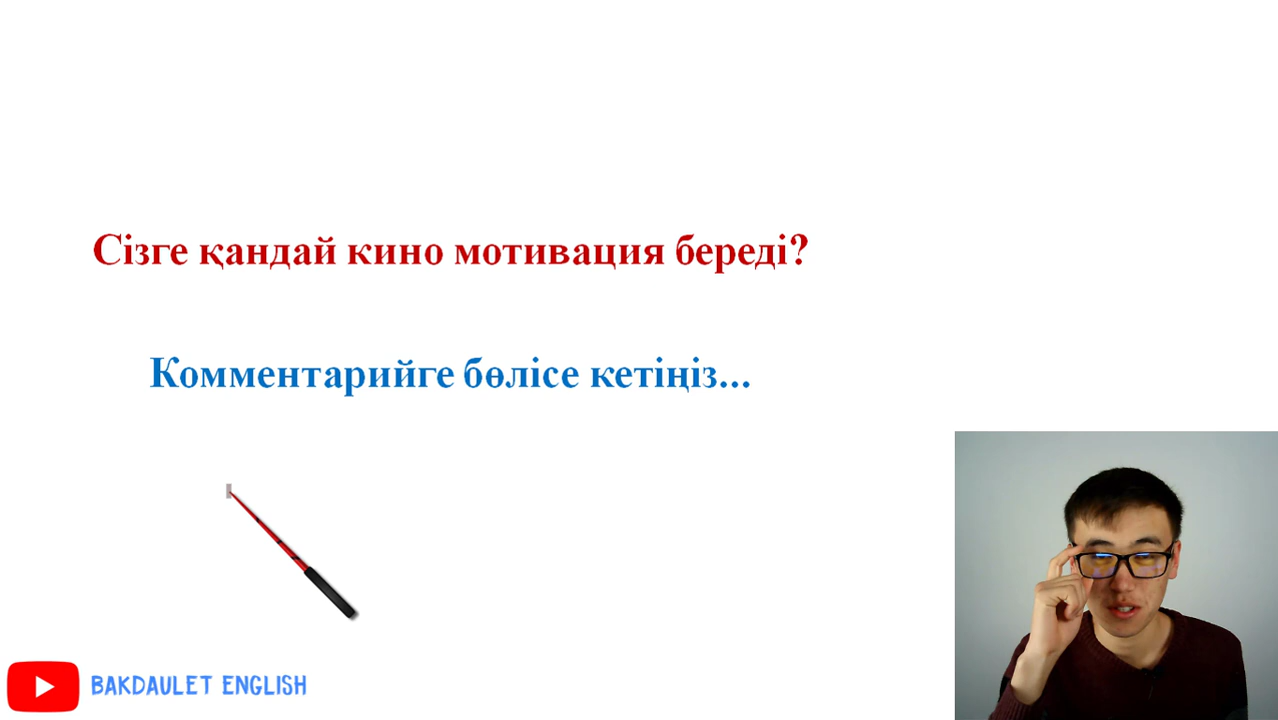 Сізге қандай кино мотивация береді?
Комментарийге бөлісе кетіңіз...
BAKDAULET ENGLISH